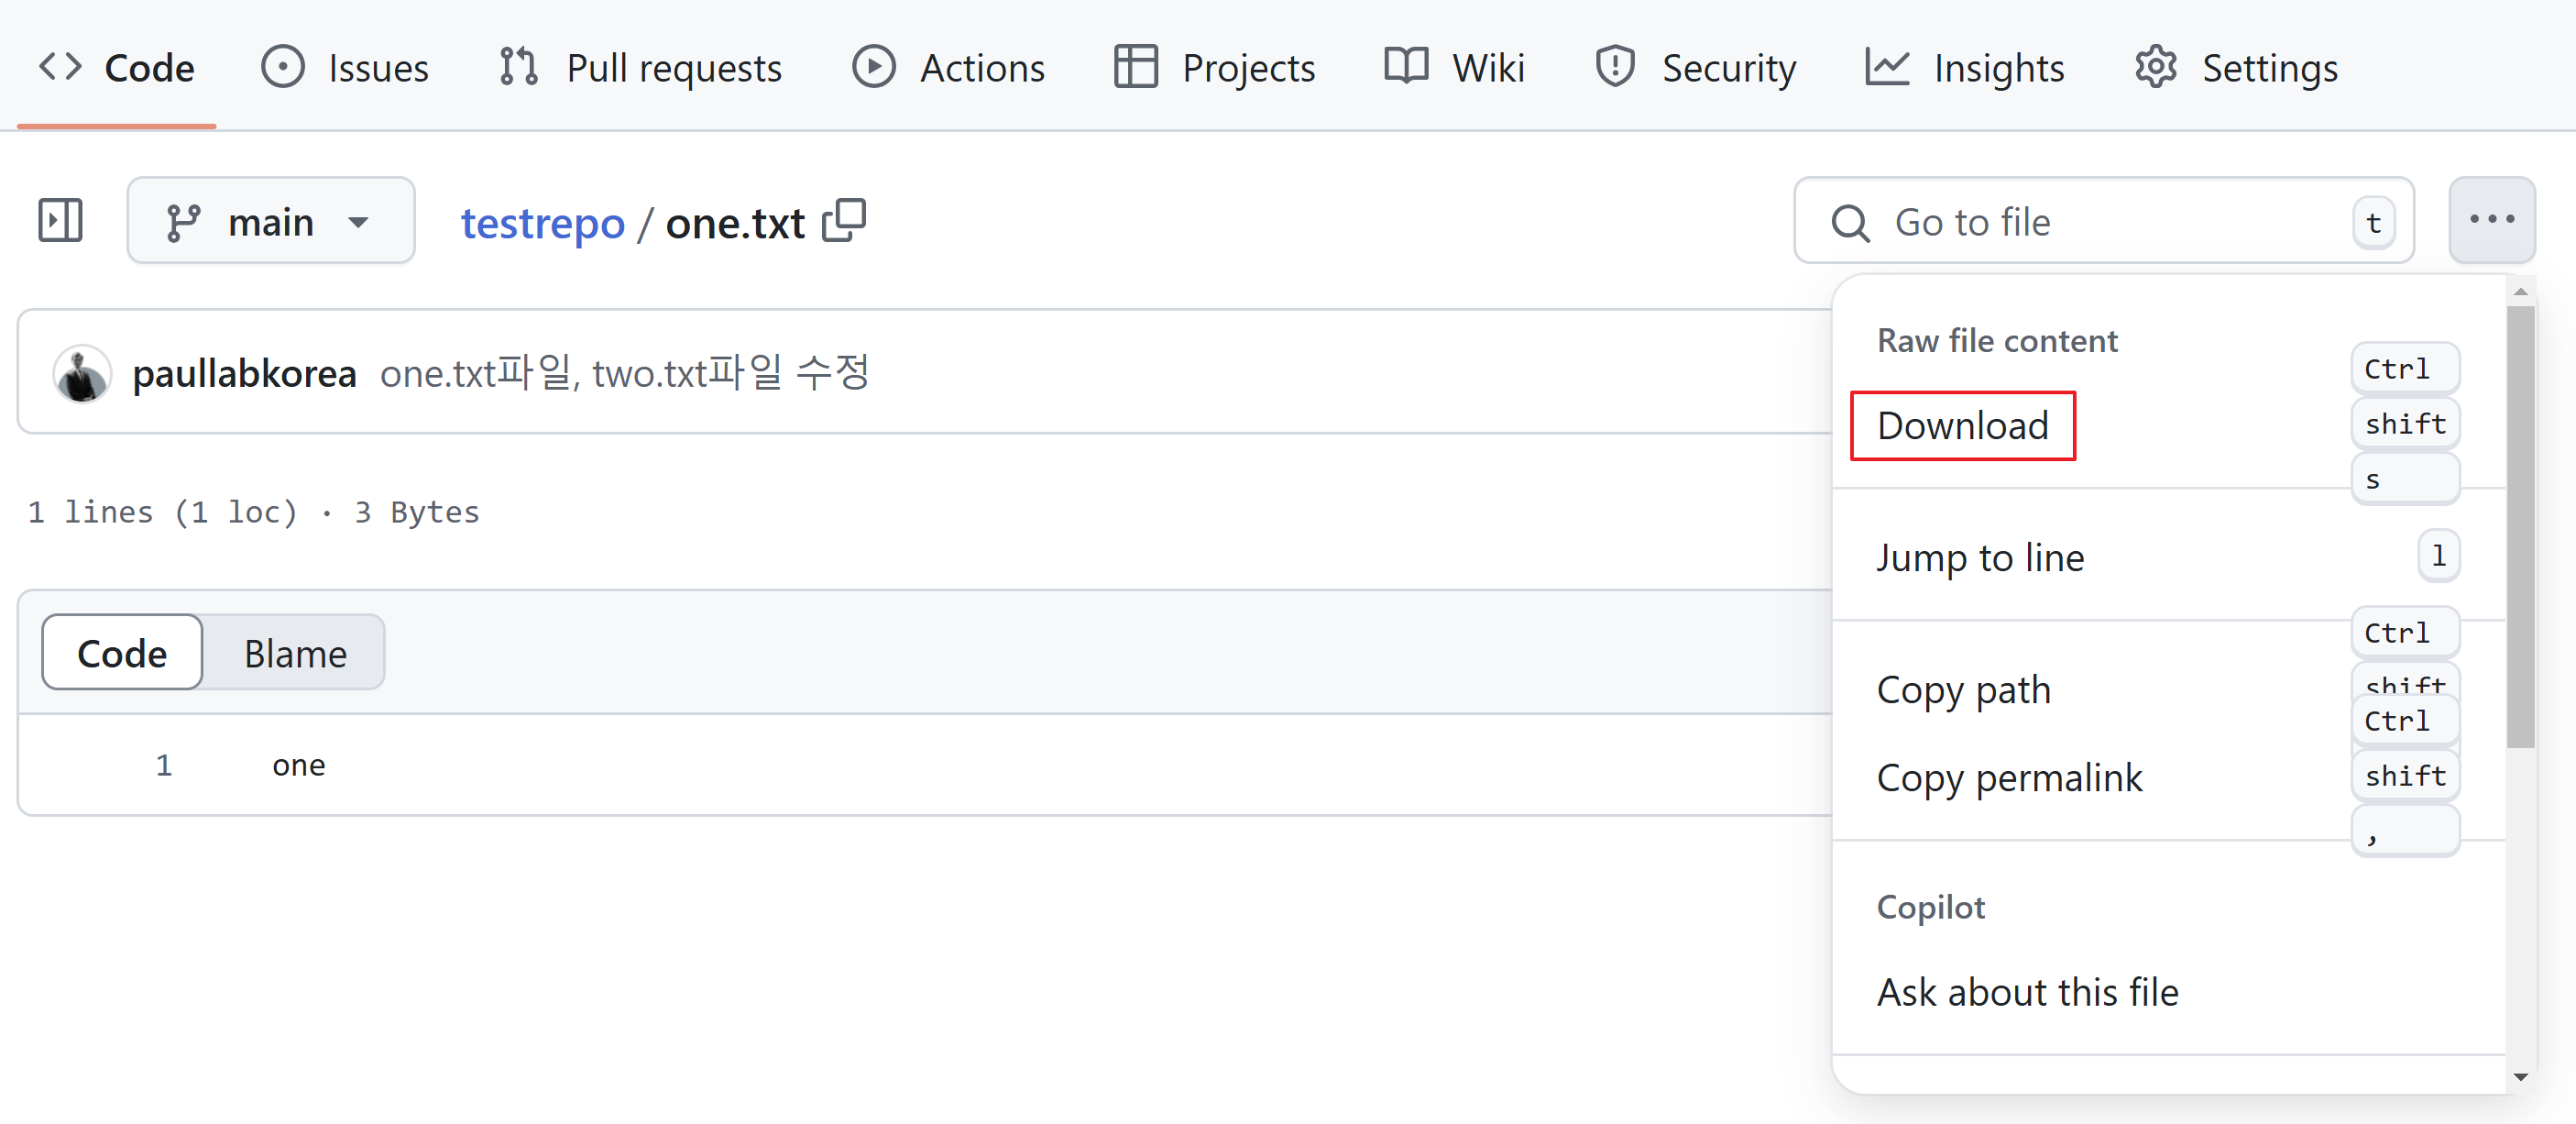 Code Issues Pull requests Actions Projects Wiki Security Insights Settings
main testrepo / one.txt Go to file t
paullabkorea one.txt파일, two.txt파일 수정
1 lines (1 loc) · 3 Bytes
Code Blame
1 one
Raw file content
Download Ctrl shift s
Jump to line l
Copy path Ctrl shift
Copy permalink Ctrl shift ,
Copilot
Ask about this file